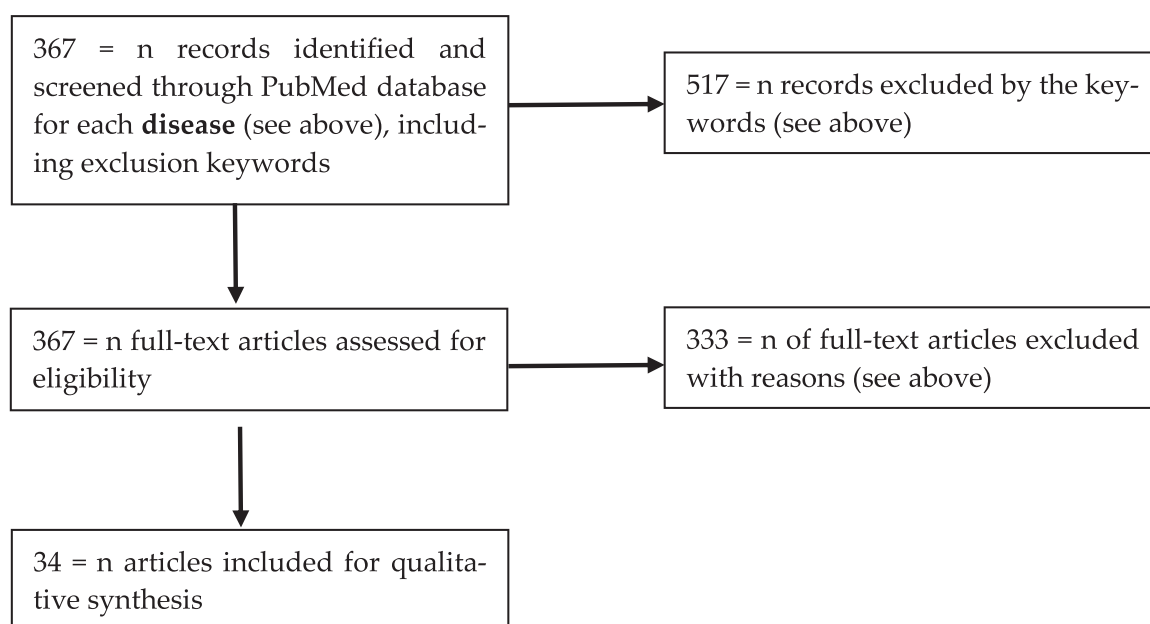 367 = n records identified and
screened through PubMed database
for each disease (see above), includ-
ing exclusion keywords
517 = n records excluded by the key-
words (see above)
367 = n full-text articles assessed for
eligibility
333 = n of full-text articles excluded
with reasons (see above)
34 = n articles included for qualita-
tive synthesis